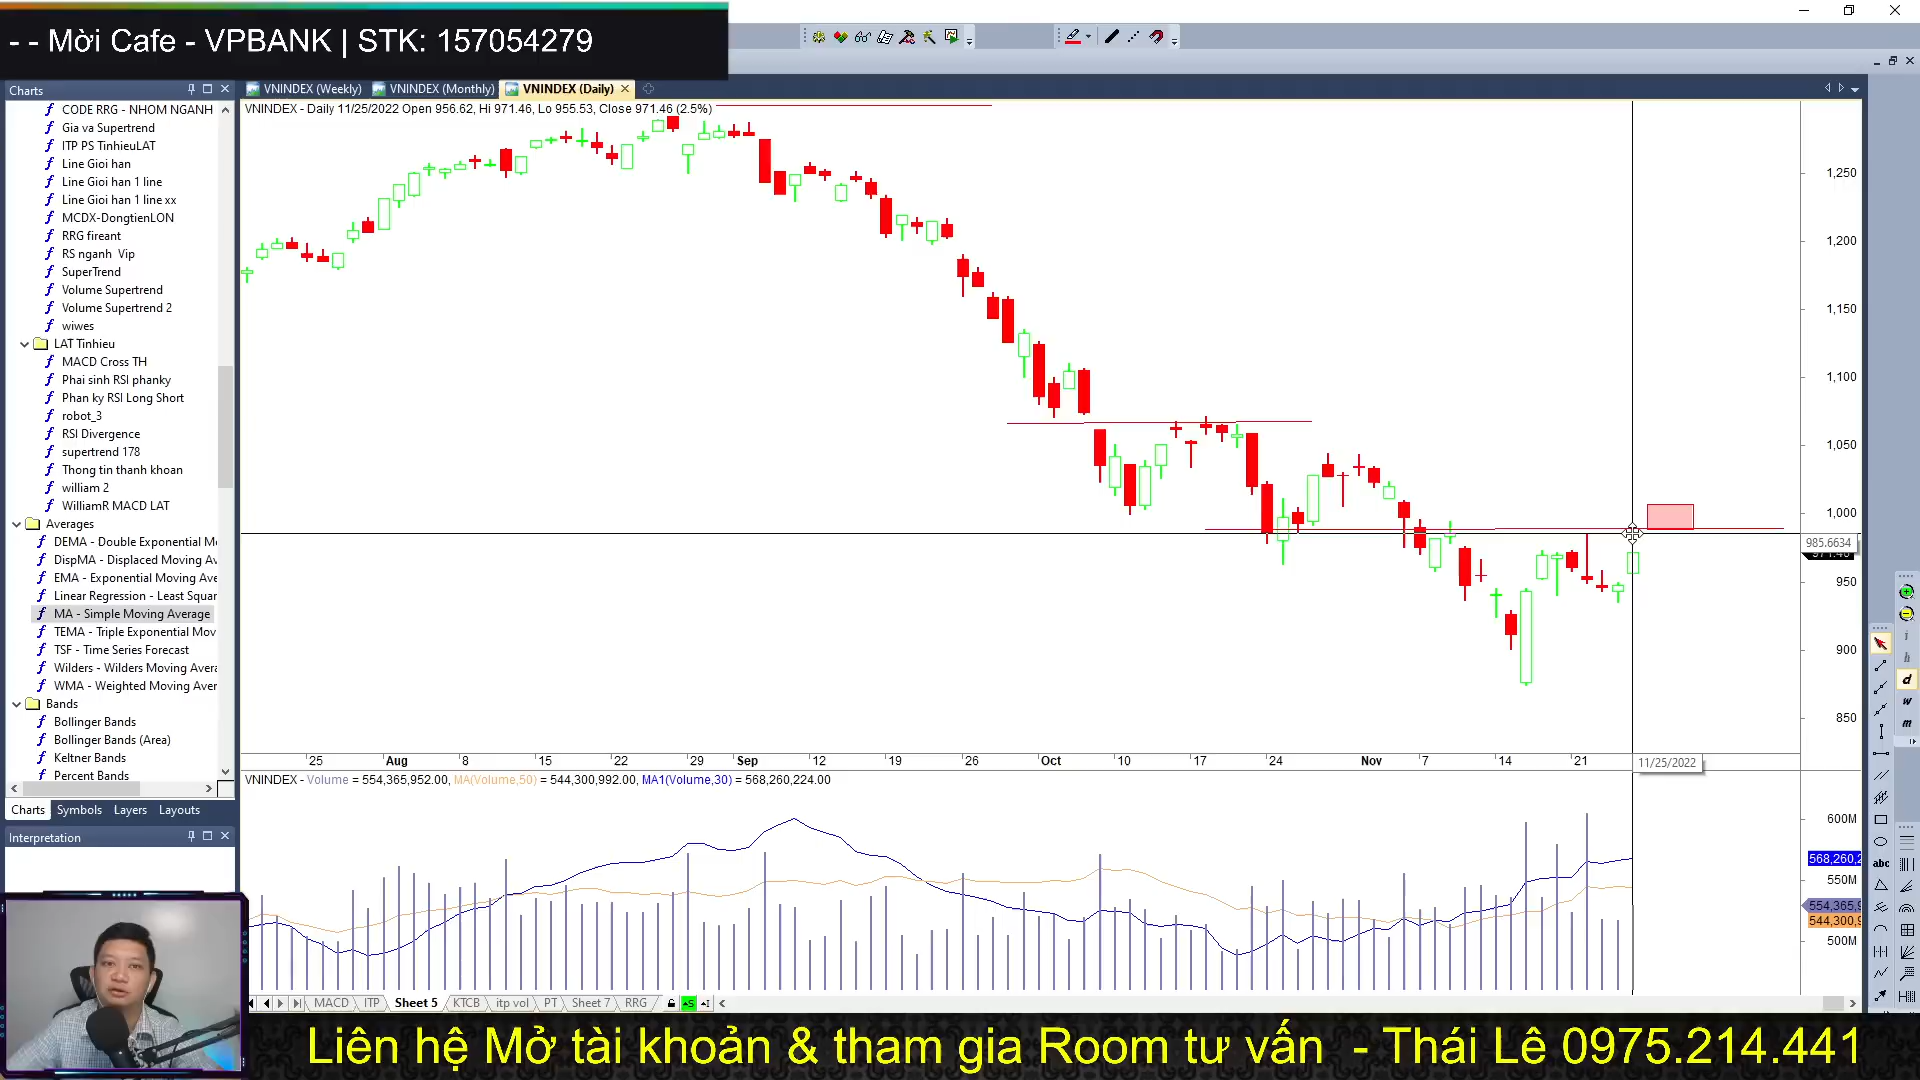 - - Mời Cafe - VPBANK | STK: 157054279
Charts
VNINDEX (Weekly)
VNINDEX (Monthly)
VNINDEX (Daily)
VNINDEX - Daily 11/25/2022 Open 956.62, Hi 971.46, Lo 955.53, Close 971.46 (2.5%)
CODE RRG - NHOM NGANH
Gia va Supertrend
ITP PS TinhieuLAT
Line Gioi han
Line Gioi han 1 line
Line Gioi han 1 line xx
MCDX-DongtienLON
RRG fireant
RS nganh Vip
SuperTrend
Volume Supertrend
Volume Supertrend 2
wiwes
LAT Tinhieu
MACD Cross TH
Phai sinh RSI phanky
Phan ky RSI Long Short
robot_3
RSI Divergence
supertrend 178
Thong tin thanh khoan
william 2
WilliamR MACD LAT
Averages
DEMA - Double Exponential M
DispMA - Displaced Moving A
EMA - Exponential Moving Ave
Linear Regression - Least Squar
MA - Simple Moving Average
TEMA - Triple Exponential Mov
TSF - Time Series Forecast
Wilders - Wilders Moving Avera
WMA - Weighted Moving Aver
Bands
Bollinger Bands
Bollinger Bands (Area)
Keltner Bands
Percent Bands
Charts Symbols Layers Layouts
Interpretation
1,250
1,200
1,150
1,100
1,050
1,000
985.6634
971.46
950
900
850
25 Aug 8 15 22 29 Sep 12 19 26 Oct 10 17 24 Nov 7 14 21 11/25/2022
VNINDEX - Volume = 554,365,952.00, MA(Volume,50) = 544,300,992.00, MA1(Volume,30) = 568,260,224.00
600M
568,260,2
550M
554,365,9
544,300,9
500M
MACD ITP Sheet 5 KTCB itp vol PT Sheet 7 RRG
i
h
d
w
m
abc
Liên hệ Mở tài khoản & tham gia Room tư vấn - Thái Lê 0975.214.441